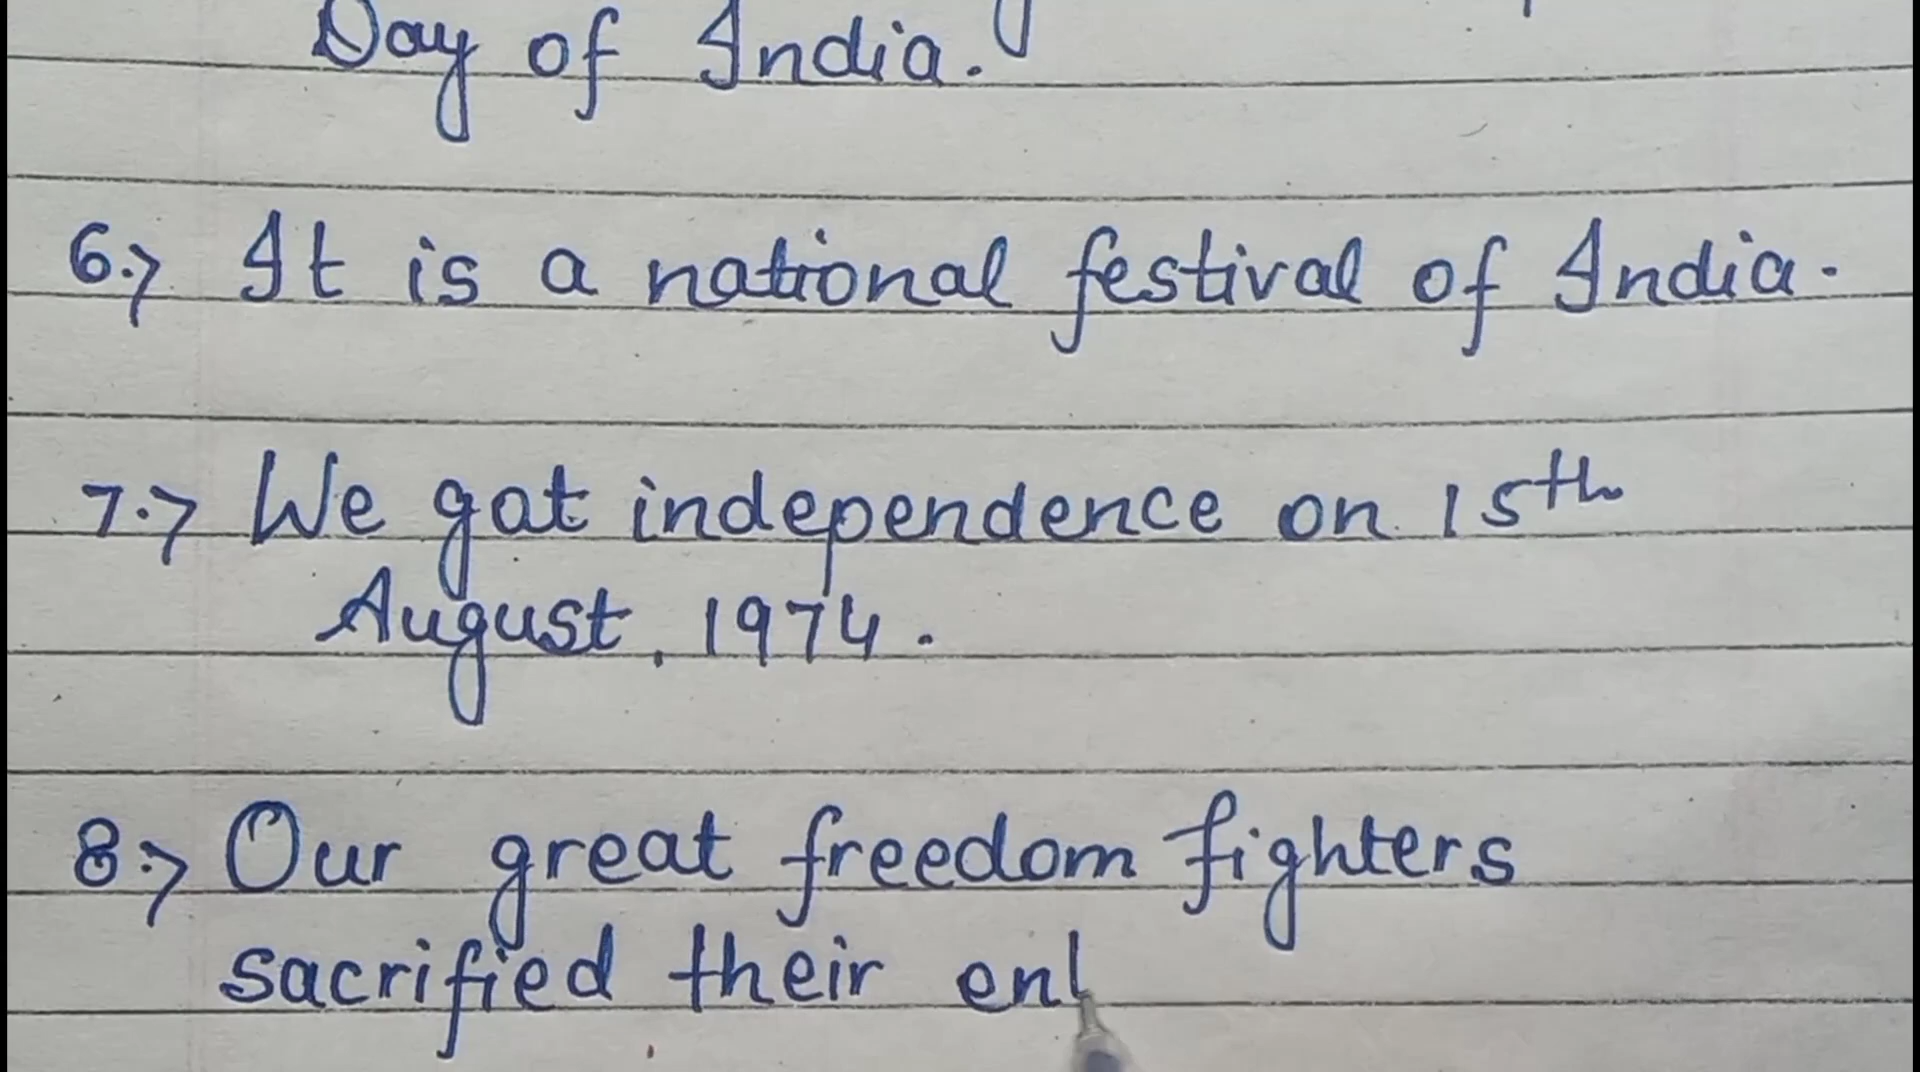 Day of India.
6.> It is a national festival of India.
7.> We got independence on 15th
August, 1974.
8.> Our great freedom fighters
sacrified their